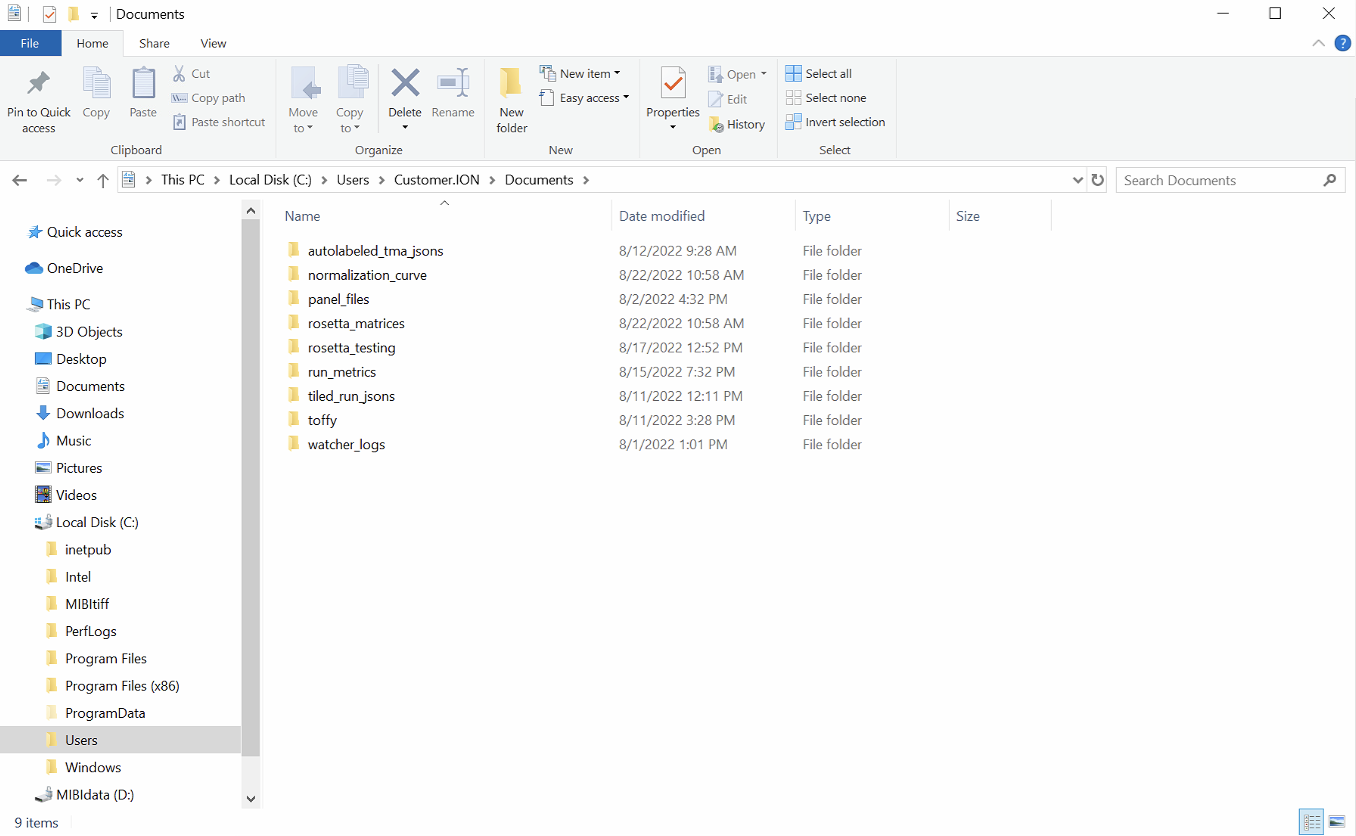 Documents
File Home Share View
Pin to Quick access
Copy
Paste
Cut
Copy path
Paste shortcut
Clipboard
Move to
Copy to
Delete
Rename
Organize
New folder
New item
Easy access
New
Properties
Open
Edit
History
Open
Select all
Select none
Invert selection
Select
This PC > Local Disk (C:) > Users > Customer.ION > Documents >
Search Documents
Quick access
OneDrive
This PC
3D Objects
Desktop
Documents
Downloads
Music
Pictures
Videos
Local Disk (C:)
inetpub
Intel
MIBItiff
PerfLogs
Program Files
Program Files (x86)
ProgramData
Users
Windows
MIBIdata (D:)
Name Date modified Type Size
autolabeled_tma_jsons 8/12/2022 9:28 AM File folder
normalization_curve 8/22/2022 10:58 AM File folder
panel_files 8/2/2022 4:32 PM File folder
rosetta_matrices 8/22/2022 10:58 AM File folder
rosetta_testing 8/17/2022 12:52 PM File folder
run_metrics 8/15/2022 7:32 PM File folder
tiled_run_jsons 8/11/2022 12:11 PM File folder
toffy 8/11/2022 3:28 PM File folder
watcher_logs 8/1/2022 1:01 PM File folder
9 items